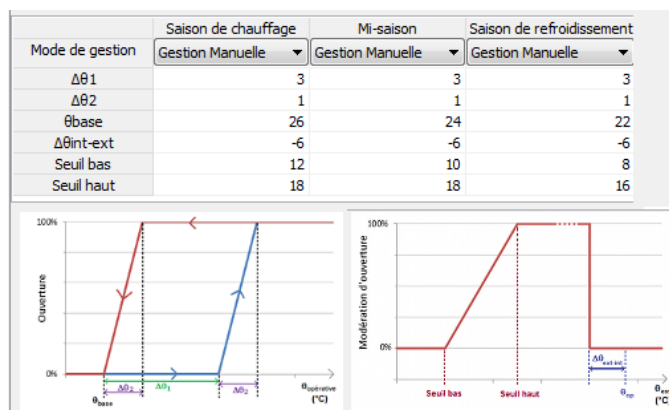 Saison de chauffage Mi-saison Saison de refroidissement
Mode de gestion Gestion Manuelle Gestion Manuelle Gestion Manuelle
Δθ1 3 3 3
Δθ2 1 1 1
θbase 26 24 22
Δθint-ext -6 -6 -6
Seuil bas 12 10 8
Seuil haut 18 18 16
100%
Ouverture
0%
Δθ2 Δθ1 Δθ2
θbase
θopérative
(°C)
100%
Modération d'ouverture
0%
Δθext-int
Seuil bas Seuil haut θop θext
(°C)